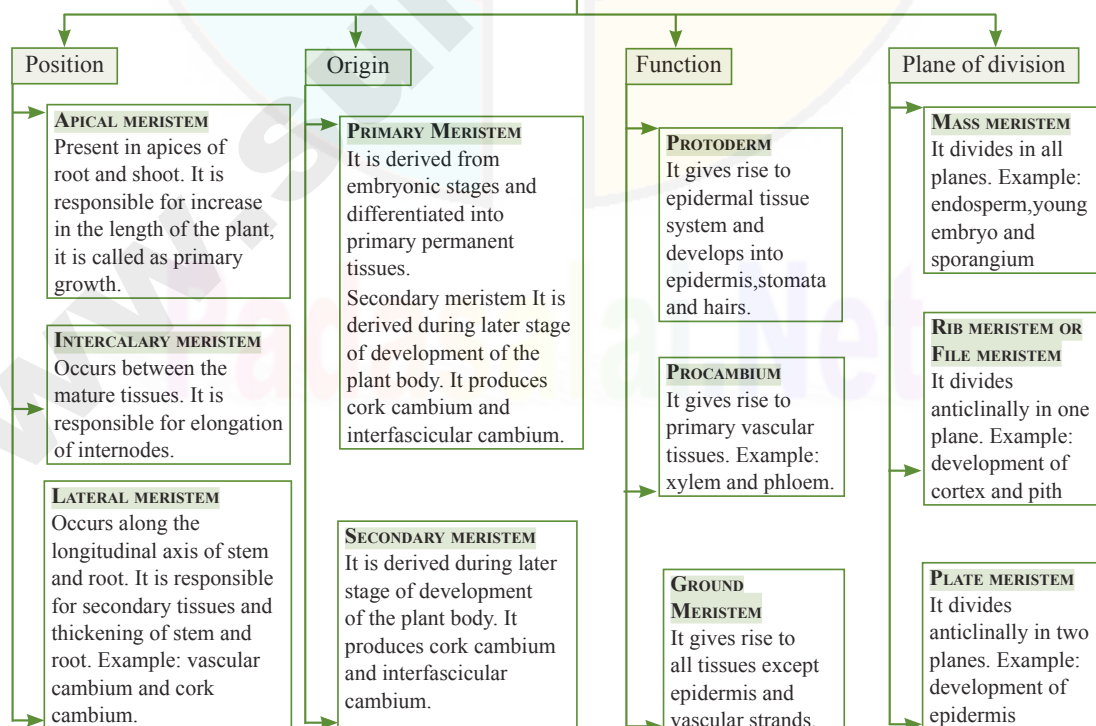 Position
APICAL MERISTEM
Present in apices of
root and shoot. It is
responsible for increase
in the length of the plant,
it is called as primary
growth.
INTERCALARY MERISTEM
Occurs between the
mature tissues. It is
responsible for elongation
of internodes.
LATERAL MERISTEM
Occurs along the
longitudinal axis of stem
and root. It is responsible
for secondary tissues and
thickening of stem and
root. Example: vascular
cambium and cork
cambium.
Origin
PRIMARY MERISTEM
It is derived from
embryonic stages and
differentiated into
primary permanent
tissues.
Secondary meristem It is
derived during later stage
of development of the
plant body. It produces
cork cambium and
interfascicular cambium.
SECONDARY MERISTEM
It is derived during later
stage of development
of the plant body. It
produces cork cambium
and interfascicular
cambium.
Function
PROTODERM
It gives rise to
epidermal tissue
system and
develops into
epidermis,stomata
and hairs.
PROCAMBIUM
It gives rise to
primary vascular
tissues. Example:
xylem and phloem.
GROUND
MERISTEM
It gives rise to
all tissues except
epidermis and
vascular strands.
Plane of division
MASS MERISTEM
It divides in all
planes. Example:
endosperm,young
embryo and
sporangium
RIB MERISTEM OR
FILE MERISTEM
It divides
anticlinally in one
plane. Example:
development of
cortex and pith
PLATE MERISTEM
It divides
anticlinally in two
planes. Example:
development of
epidermis
Padasalai.Net